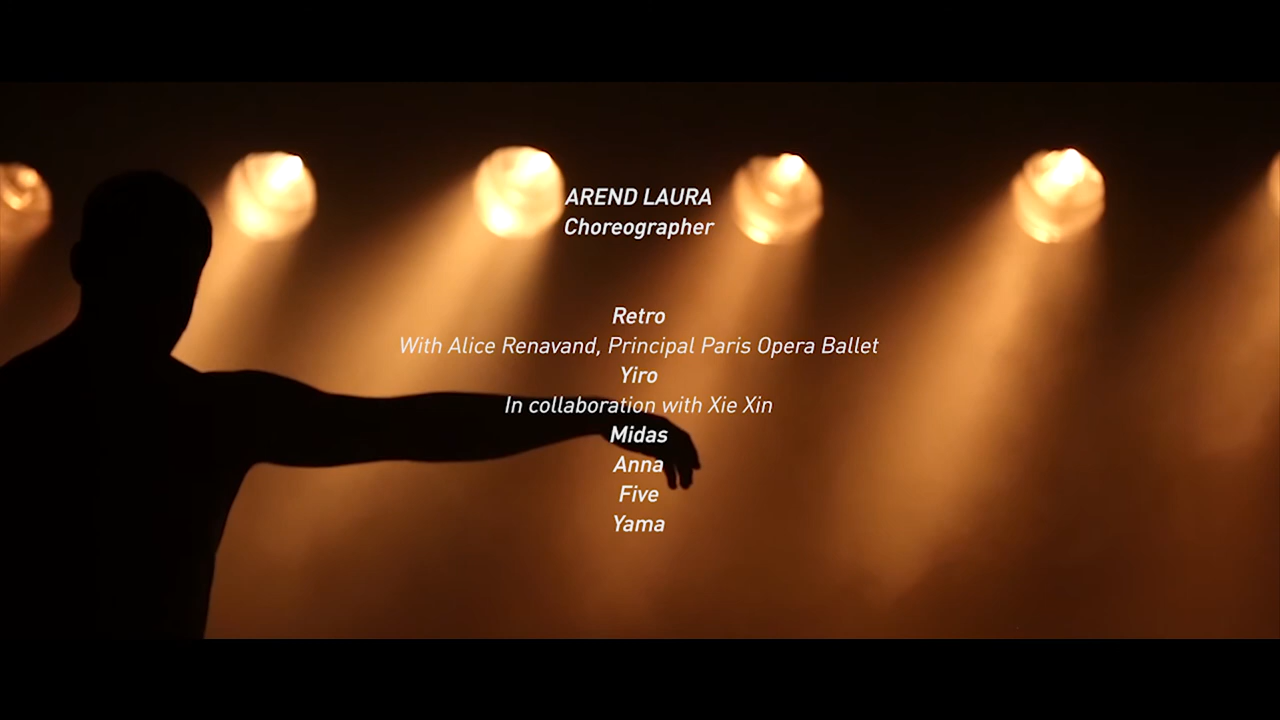 AREND LAURA
Choreographer
Retro
With Alice Renavand, Principal Paris Opera Ballet
Yiro
In collaboration with Xie Xin
Midas
Anna
Five
Yama